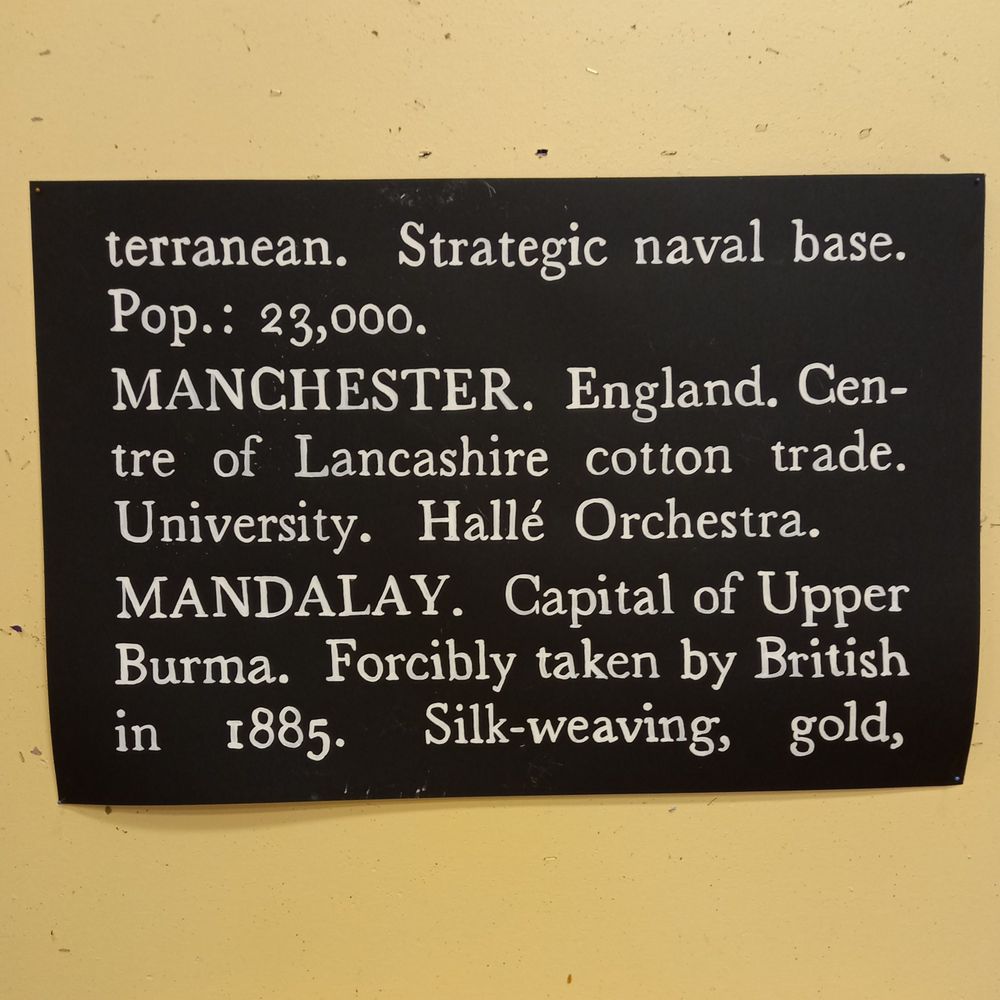 terranean. Strategic naval base.
Pop.: 23,000.
MANCHESTER. England. Cen-
tre of Lancashire cotton trade.
University. Hallé Orchestra.
MANDALAY. Capital of Upper
Burma. Forcibly taken by British
in 1885. Silk-weaving, gold,